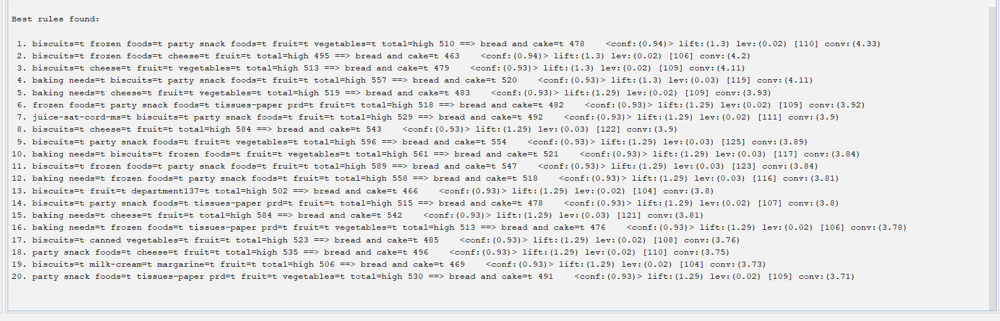 Best rules found:
1. biscuits=t frozen foods=t party snack foods=t fruit=t vegetables=t total=high 510 ==> bread and cake=t 478    <conf:(0.94)> lift:(1.3) lev:(0.02) [110] conv:(4.33)
2. biscuits=t frozen foods=t cheese=t fruit=t total=high 495 ==> bread and cake=t 463    <conf:(0.94)> lift:(1.3) lev:(0.02) [106] conv:(4.2)
3. biscuits=t cheese=t fruit=t vegetables=t total=high 513 ==> bread and cake=t 479    <conf:(0.93)> lift:(1.3) lev:(0.02) [109] conv:(4.11)
4. baking needs=t biscuits=t party snack foods=t fruit=t total=high 557 ==> bread and cake=t 520    <conf:(0.93)> lift:(1.3) lev:(0.03) [119] conv:(4.11)
5. baking needs=t cheese=t fruit=t vegetables=t total=high 519 ==> bread and cake=t 483    <conf:(0.93)> lift:(1.29) lev:(0.02) [109] conv:(3.93)
6. frozen foods=t party snack foods=t tissues-paper prd=t fruit=t total=high 518 ==> bread and cake=t 482    <conf:(0.93)> lift:(1.29) lev:(0.02) [109] conv:(3.92)
7. juice-sat-cord-ms=t biscuits=t party snack foods=t fruit=t total=high 529 ==> bread and cake=t 492    <conf:(0.93)> lift:(1.29) lev:(0.02) [111] conv:(3.9)
8. biscuits=t cheese=t fruit=t total=high 584 ==> bread and cake=t 543    <conf:(0.93)> lift:(1.29) lev:(0.03) [122] conv:(3.9)
9. biscuits=t party snack foods=t fruit=t vegetables=t total=high 596 ==> bread and cake=t 554    <conf:(0.93)> lift:(1.29) lev:(0.03) [125] conv:(3.89)
10. baking needs=t biscuits=t frozen foods=t fruit=t vegetables=t total=high 561 ==> bread and cake=t 521    <conf:(0.93)> lift:(1.29) lev:(0.03) [117] conv:(3.84)
11. biscuits=t frozen foods=t party snack foods=t fruit=t total=high 589 ==> bread and cake=t 547    <conf:(0.93)> lift:(1.29) lev:(0.03) [123] conv:(3.84)
12. baking needs=t frozen foods=t party snack foods=t fruit=t total=high 558 ==> bread and cake=t 518    <conf:(0.93)> lift:(1.29) lev:(0.03) [116] conv:(3.81)
13. biscuits=t fruit=t department137=t total=high 502 ==> bread and cake=t 466    <conf:(0.93)> lift:(1.29) lev:(0.02) [104] conv:(3.8)
14. biscuits=t party snack foods=t tissues-paper prd=t fruit=t total=high 515 ==> bread and cake=t 478    <conf:(0.93)> lift:(1.29) lev:(0.02) [107] conv:(3.8)
15. baking needs=t cheese=t fruit=t total=high 584 ==> bread and cake=t 542    <conf:(0.93)> lift:(1.29) lev:(0.03) [121] conv:(3.81)
16. baking needs=t frozen foods=t tissues-paper prd=t fruit=t vegetables=t total=high 513 ==> bread and cake=t 476    <conf:(0.93)> lift:(1.29) lev:(0.02) [106] conv:(3.78)
17. biscuits=t canned vegetables=t fruit=t total=high 523 ==> bread and cake=t 485    <conf:(0.93)> lift:(1.29) lev:(0.02) [108] conv:(3.76)
18. party snack foods=t cheese=t fruit=t total=high 535 ==> bread and cake=t 496    <conf:(0.93)> lift:(1.29) lev:(0.02) [110] conv:(3.75)
19. biscuits=t milk-cream=t margarine=t fruit=t total=high 506 ==> bread and cake=t 469    <conf:(0.93)> lift:(1.29) lev:(0.02) [104] conv:(3.73)
20. party snack foods=t tissues-paper prd=t fruit=t vegetables=t total=high 530 ==> bread and cake=t 491    <conf:(0.93)> lift:(1.29) lev:(0.02) [109] conv:(3.71)